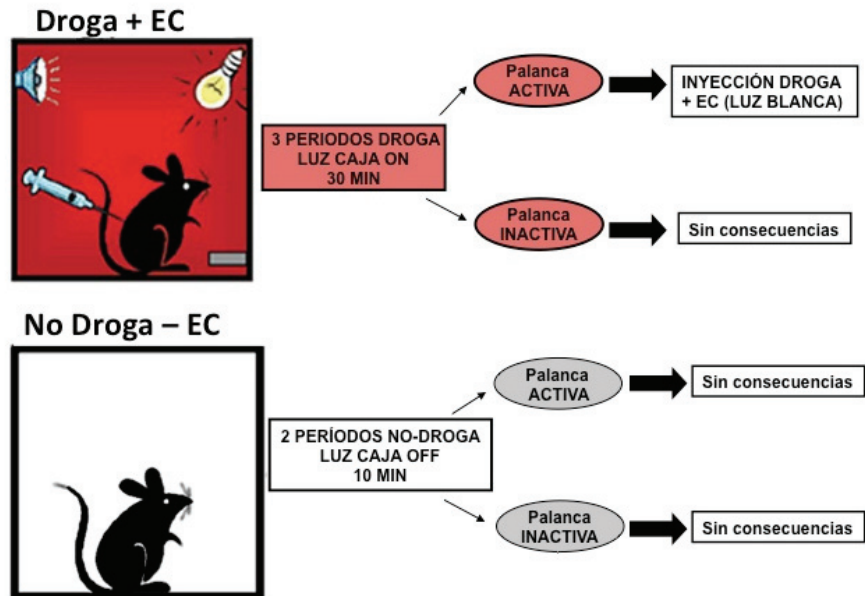 Droga + EC
3 PERIODOS DROGA
LUZ CAJA ON
30 MIN
Palanca
ACTIVA
INYECCIÓN DROGA
+ EC (LUZ BLANCA)
Palanca
INACTIVA
Sin consecuencias
No Droga – EC
2 PERÍODOS NO-DROGA
LUZ CAJA OFF
10 MIN
Palanca
ACTIVA
Sin consecuencias
Palanca
INACTIVA
Sin consecuencias